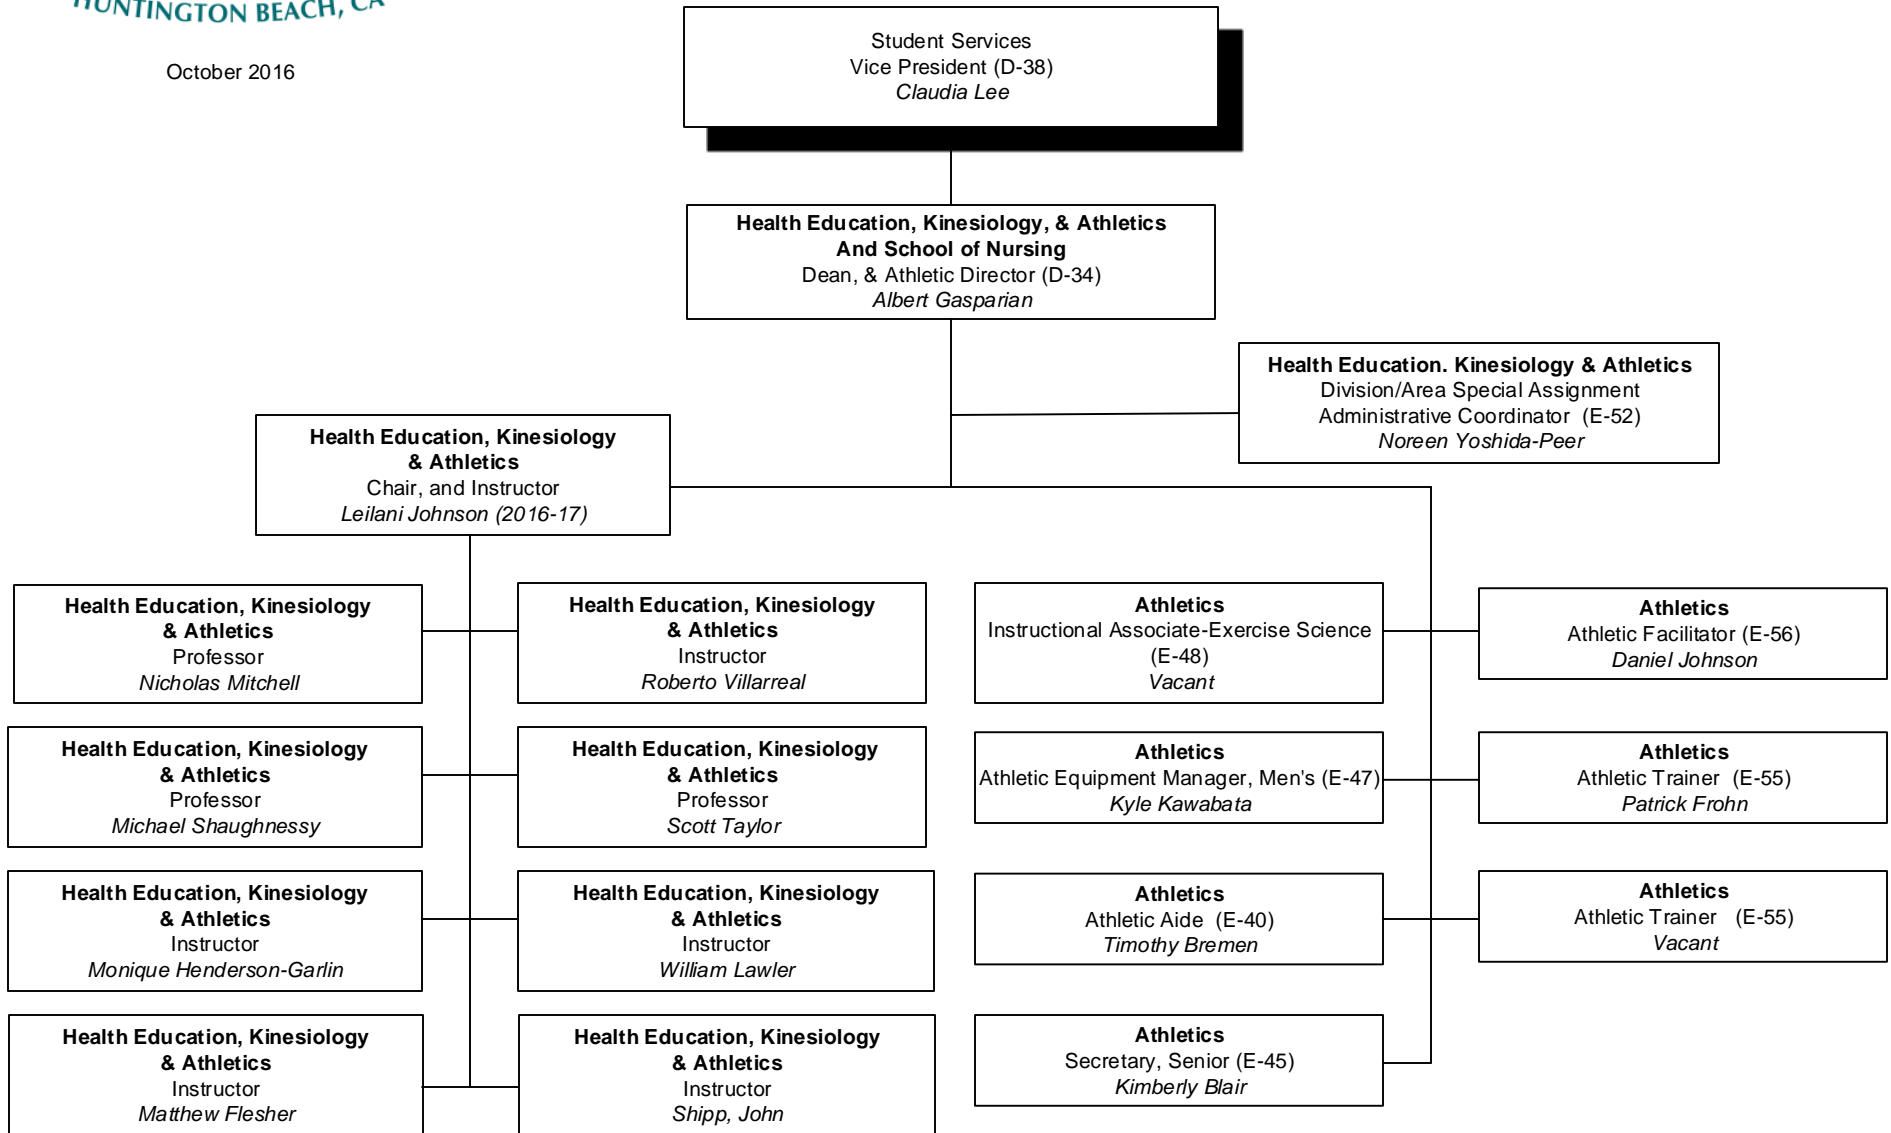 HUNTINGTON BEACH, CA
October 2016
Student Services
Vice President (D-38)
Claudia Lee
Health Education, Kinesiology, & Athletics
And School of Nursing
Dean, & Athletic Director (D-34)
Albert Gasparian
Health Education. Kinesiology & Athletics
Division/Area Special Assignment
Administrative Coordinator (E-52)
Noreen Yoshida-Peer
Health Education, Kinesiology
& Athletics
Chair, and Instructor
Leilani Johnson (2016-17)
Health Education, Kinesiology
& Athletics
Professor
Nicholas Mitchell
Health Education, Kinesiology
& Athletics
Instructor
Roberto Villarreal
Athletics
Instructional Associate-Exercise Science
(E-48)
Vacant
Athletics
Athletic Facilitator (E-56)
Daniel Johnson
Health Education, Kinesiology
& Athletics
Professor
Michael Shaughnessy
Health Education, Kinesiology
& Athletics
Professor
Scott Taylor
Athletics
Athletic Equipment Manager, Men's (E-47)
Kyle Kawabata
Athletics
Athletic Trainer (E-55)
Patrick Frohn
Health Education, Kinesiology
& Athletics
Instructor
Monique Henderson-Garlin
Health Education, Kinesiology
& Athletics
Instructor
William Lawler
Athletics
Athletic Aide (E-40)
Timothy Bremen
Athletics
Athletic Trainer (E-55)
Vacant
Health Education, Kinesiology
& Athletics
Instructor
Matthew Flesher
Health Education, Kinesiology
& Athletics
Instructor
Shipp, John
Athletics
Secretary, Senior (E-45)
Kimberly Blair